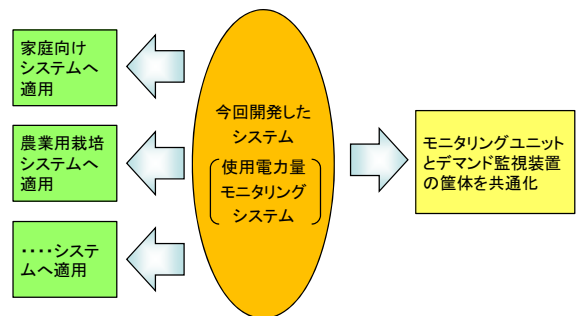 家庭向け
システムへ
適用
農業用栽培
システムへ
適用
‥‥システ
ムへ適用
今回開発した
システム
使用電力量
モニタリング
システム
モニタリングユニット
とデマンド監視装置
の筐体を共通化